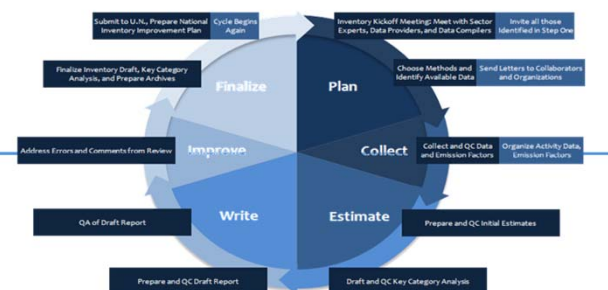 Submit to U.N., Prepare National
Inventory Improvement Plan
Cycle Begins
Again
Inventory Kickoff Meeting: Meet with Sector
Experts, Data Providers, and Data Compilers
Invite all those
Identified in Step One
Finalize Inventory Draft, Key Category
Analysis, and Prepare Archives
Finalize
Plan
Choose Methods and
Identify Available Data
Send Letters to Collaborators
and Organizations
Address Errors and Comments from Review
Improve
Collect
Collect and QC Data
and Emission Factors
Organize Activity Data,
Emission Factors
QA of Draft Report
Write
Estimate
Prepare and QC Initial Estimates
Prepare and QC Draft Report
Draft and QC Key Category Analysis